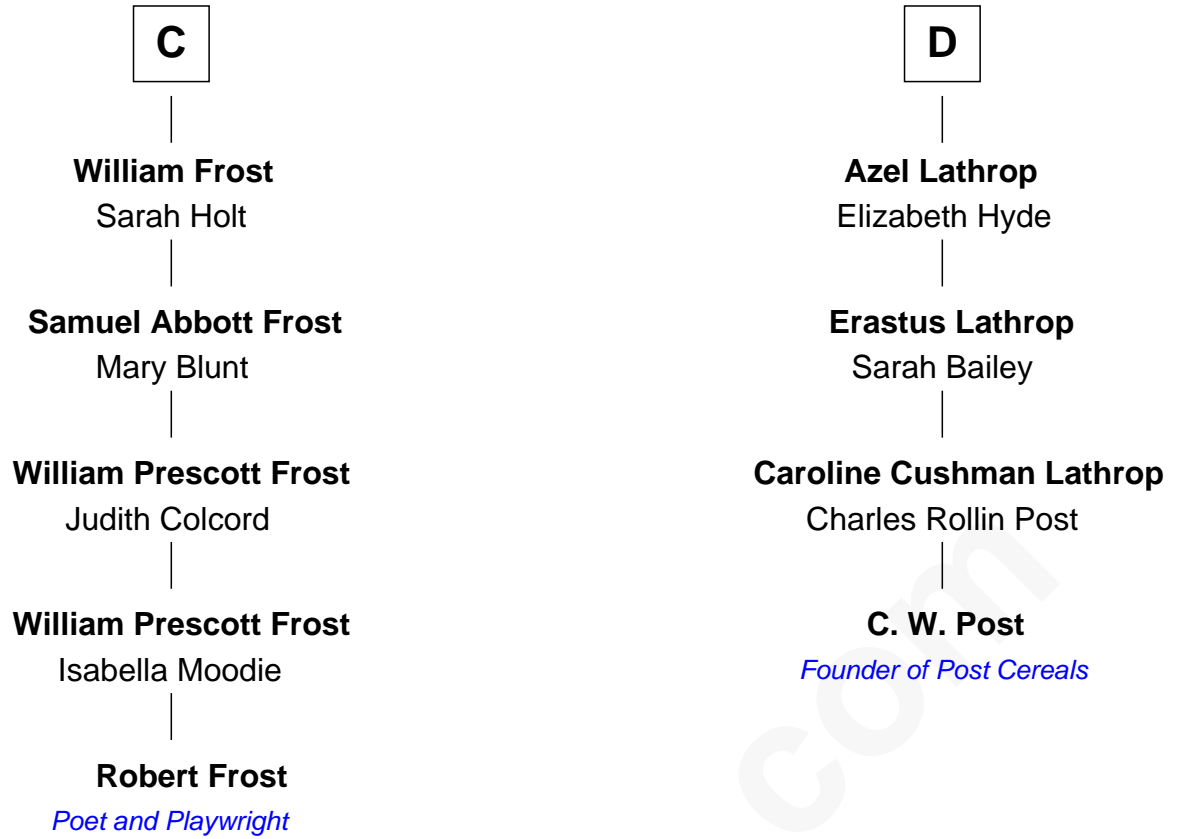 C
William Frost
Sarah Holt
Samuel Abbott Frost
Mary Blunt
William Prescott Frost
Judith Colcord
William Prescott Frost
Isabella Moodie
Robert Frost
Poet and Playwright
D
Azel Lathrop
Elizabeth Hyde
Erastus Lathrop
Sarah Bailey
Caroline Cushman Lathrop
Charles Rollin Post
C. W. Post
Founder of Post Cereals
com